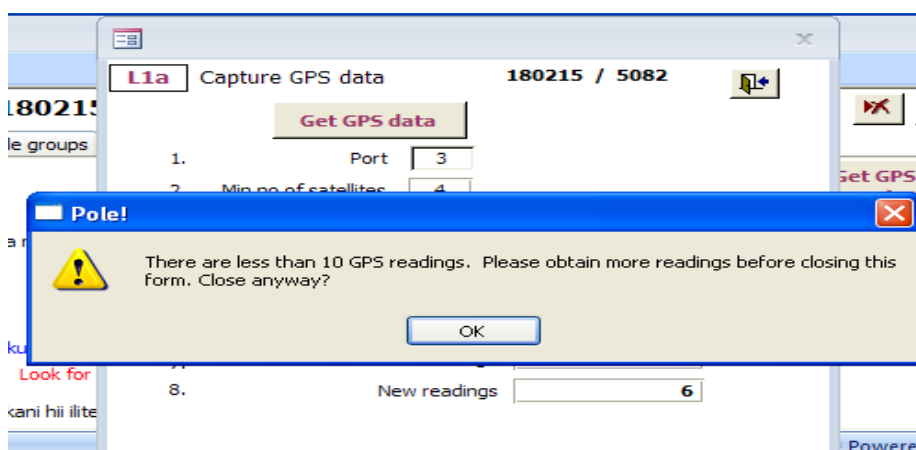 L1a Capture GPS data 180215 / 5082
18021
Get GPS data
le groups
1. Port 3
Get GPS
2. Min no of satellites 4
Pole!
There are less than 10 GPS readings. Please obtain more readings before closing this
form. Close anyway?
OK
ku
Look for
8. New readings 6
kani hii ilite
Powere